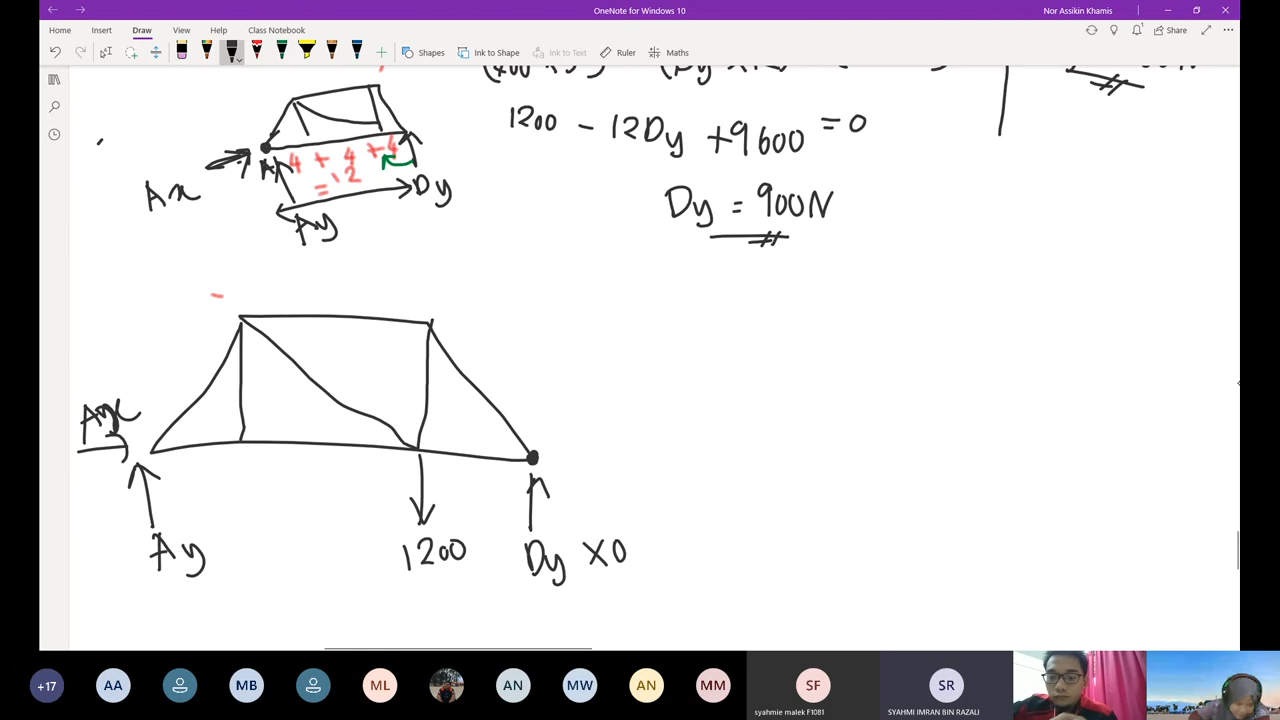 OneNote for Windows 10
Nor Assikin Khamis
Home Insert Draw View Help Class Notebook
Share
Shapes Ink to Shape Ink to Text Ruler Maths
1200 - 12Dy + 9600 = 0
Dy = 900N
Ax
A
4 + 4 + 4
= 12
Dy
Ay
Ax
Ay
1200
Dy X0
+17 AA MB ML AN MW AN MM SF SR
syahmie malek F1081
SYAHMI IMRAN BIN RAZALI